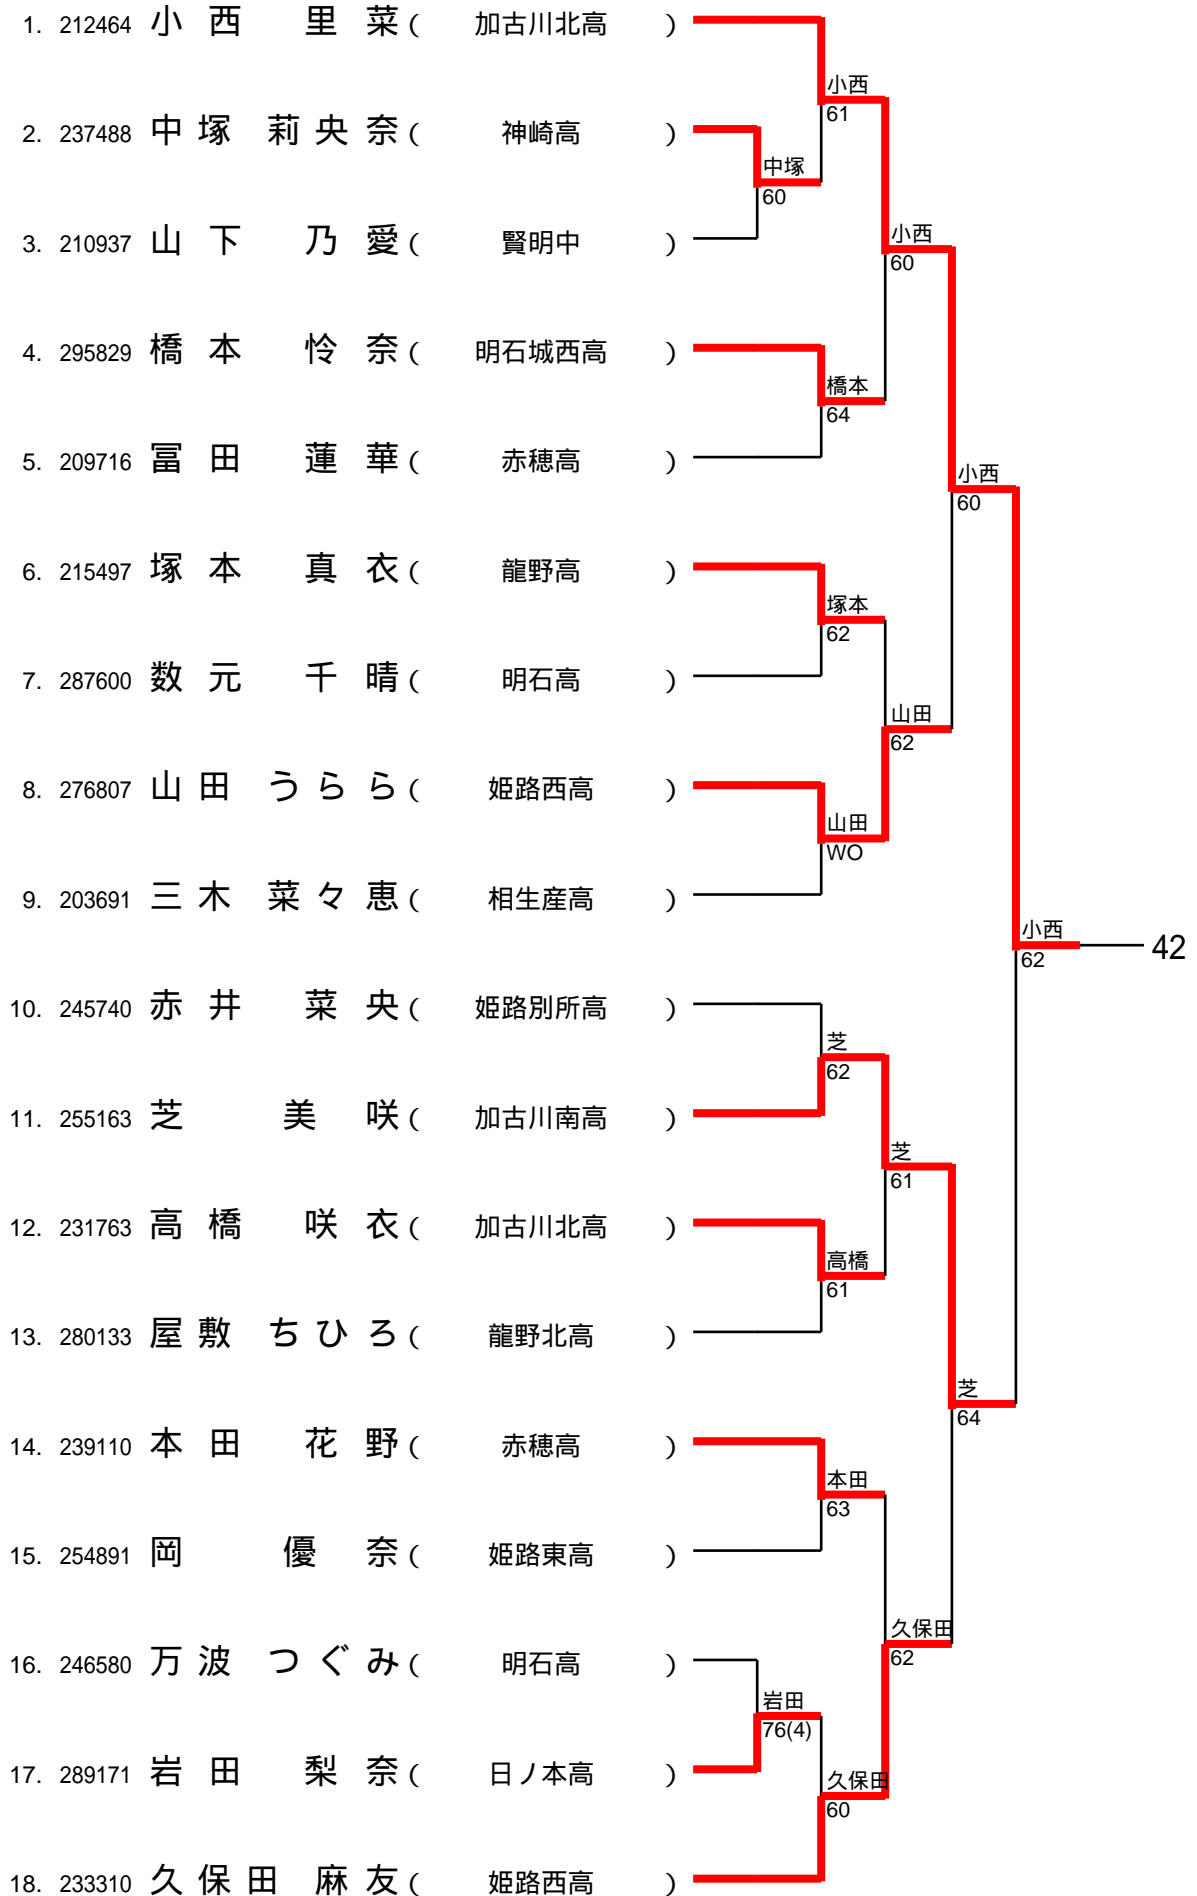 1. 212464 小西 里菜 ( 加古川北高 )
小西
61
2. 237488 中塚 莉央奈 ( 神崎高 )
中塚
60
3. 210937 山下 乃愛 ( 賢明中 )
小西
60
4. 295829 橋本 怜奈 ( 明石城西高 )
橋本
64
5. 209716 冨田 蓮華 ( 赤穂高 )
小西
60
6. 215497 塚本 真衣 ( 龍野高 )
塚本
62
7. 287600 数元 千晴 ( 明石高 )
山田
62
8. 276807 山田 うらら ( 姫路西高 )
山田
WO
9. 203691 三木 菜々恵 ( 相生産高 )
小西
62
42
10. 245740 赤井 菜央 ( 姫路別所高 )
芝
62
11. 255163 芝 美咲 ( 加古川南高 )
芝
61
12. 231763 高橋 咲衣 ( 加古川北高 )
高橋
61
13. 280133 屋敷 ちひろ ( 龍野北高 )
芝
64
14. 239110 本田 花野 ( 赤穂高 )
本田
63
15. 254891 岡 優奈 ( 姫路東高 )
久保田
62
16. 246580 万波 つぐみ ( 明石高 )
岩田
76(4)
17. 289171 岩田 梨奈 ( 日ノ本高 )
久保田
60
18. 233310 久保田 麻友 ( 姫路西高 )